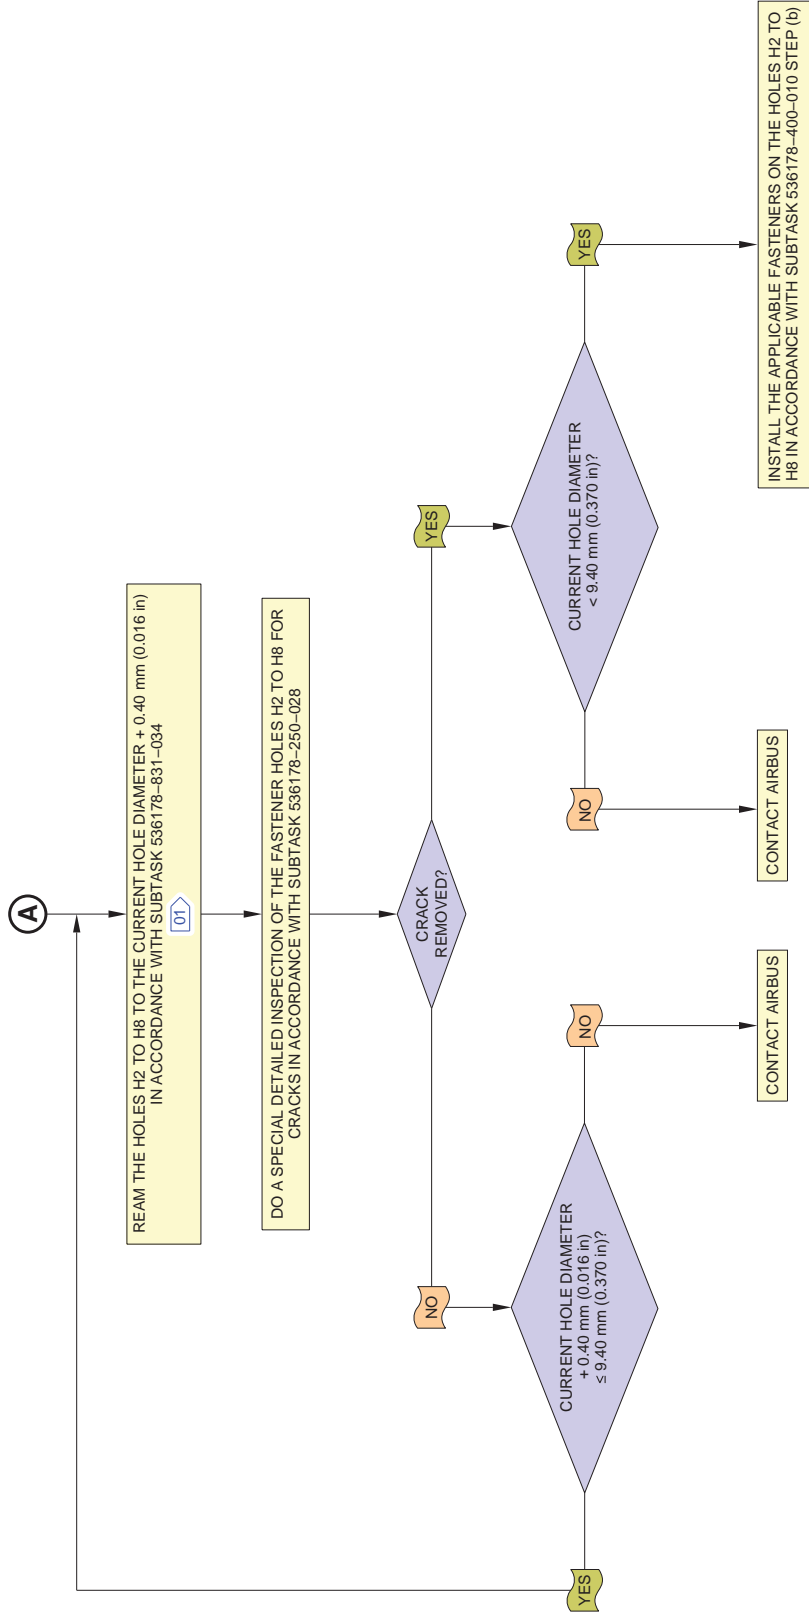 A
REAM THE HOLES H2 TO H8 TO THE CURRENT HOLE DIAMETER + 0.40 mm (0.016 in)
IN ACCORDANCE WITH SUBTASK 536178–831–034
01
DO A SPECIAL DETAILED INSPECTION OF THE FASTENER HOLES H2 TO H8 FOR
CRACKS IN ACCORDANCE WITH SUBTASK 536178–250–028
CRACK
REMOVED?
NO
YES
CURRENT HOLE DIAMETER
+ 0.40 mm (0.016 in)
≤ 9.40 mm (0.370 in)?
CURRENT HOLE DIAMETER
< 9.40 mm (0.370 in)?
YES
NO
NO
YES
CONTACT AIRBUS
CONTACT AIRBUS
INSTALL THE APPLICABLE FASTENERS ON THE HOLES H2 TO
H8 IN ACCORDANCE WITH SUBTASK 536178–400–010 STEP (b)